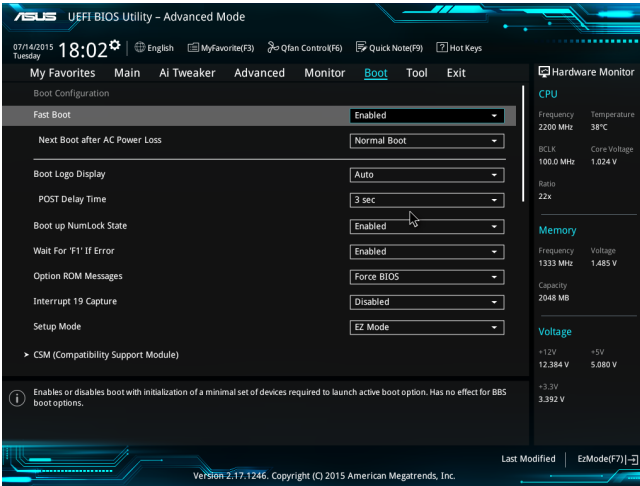 ASUS UEFI BIOS Utility – Advanced Mode
07/14/2015 Tuesday 18:02 English MyFavorite(F3) Qfan Control(F6) Quick Note(F9) Hot Keys
My Favorites Main Ai Tweaker Advanced Monitor Boot Tool Exit
Boot Configuration
Fast Boot Enabled
Next Boot after AC Power Loss Normal Boot
Boot Logo Display Auto
POST Delay Time 3 sec
Boot up NumLock State Enabled
Wait For 'F1' If Error Enabled
Option ROM Messages Force BIOS
Interrupt 19 Capture Disabled
Setup Mode EZ Mode
CSM (Compatibility Support Module)
Enables or disables boot with initialization of a minimal set of devices required to launch active boot option. Has no effect for BBS
boot options.
Hardware Monitor
CPU
Frequency Temperature
2200 MHz 38°C
BCLK Core Voltage
100.0 MHz 1.024 V
Ratio
22x
Memory
Frequency Voltage
1333 MHz 1.485 V
Capacity
2048 MB
Voltage
+12V +5V
12.384 V 5.080 V
+3.3V
3.392 V
Last Modified EzMode(F7)
Version 2.17.1246. Copyright (C) 2015 American Megatrends, Inc.